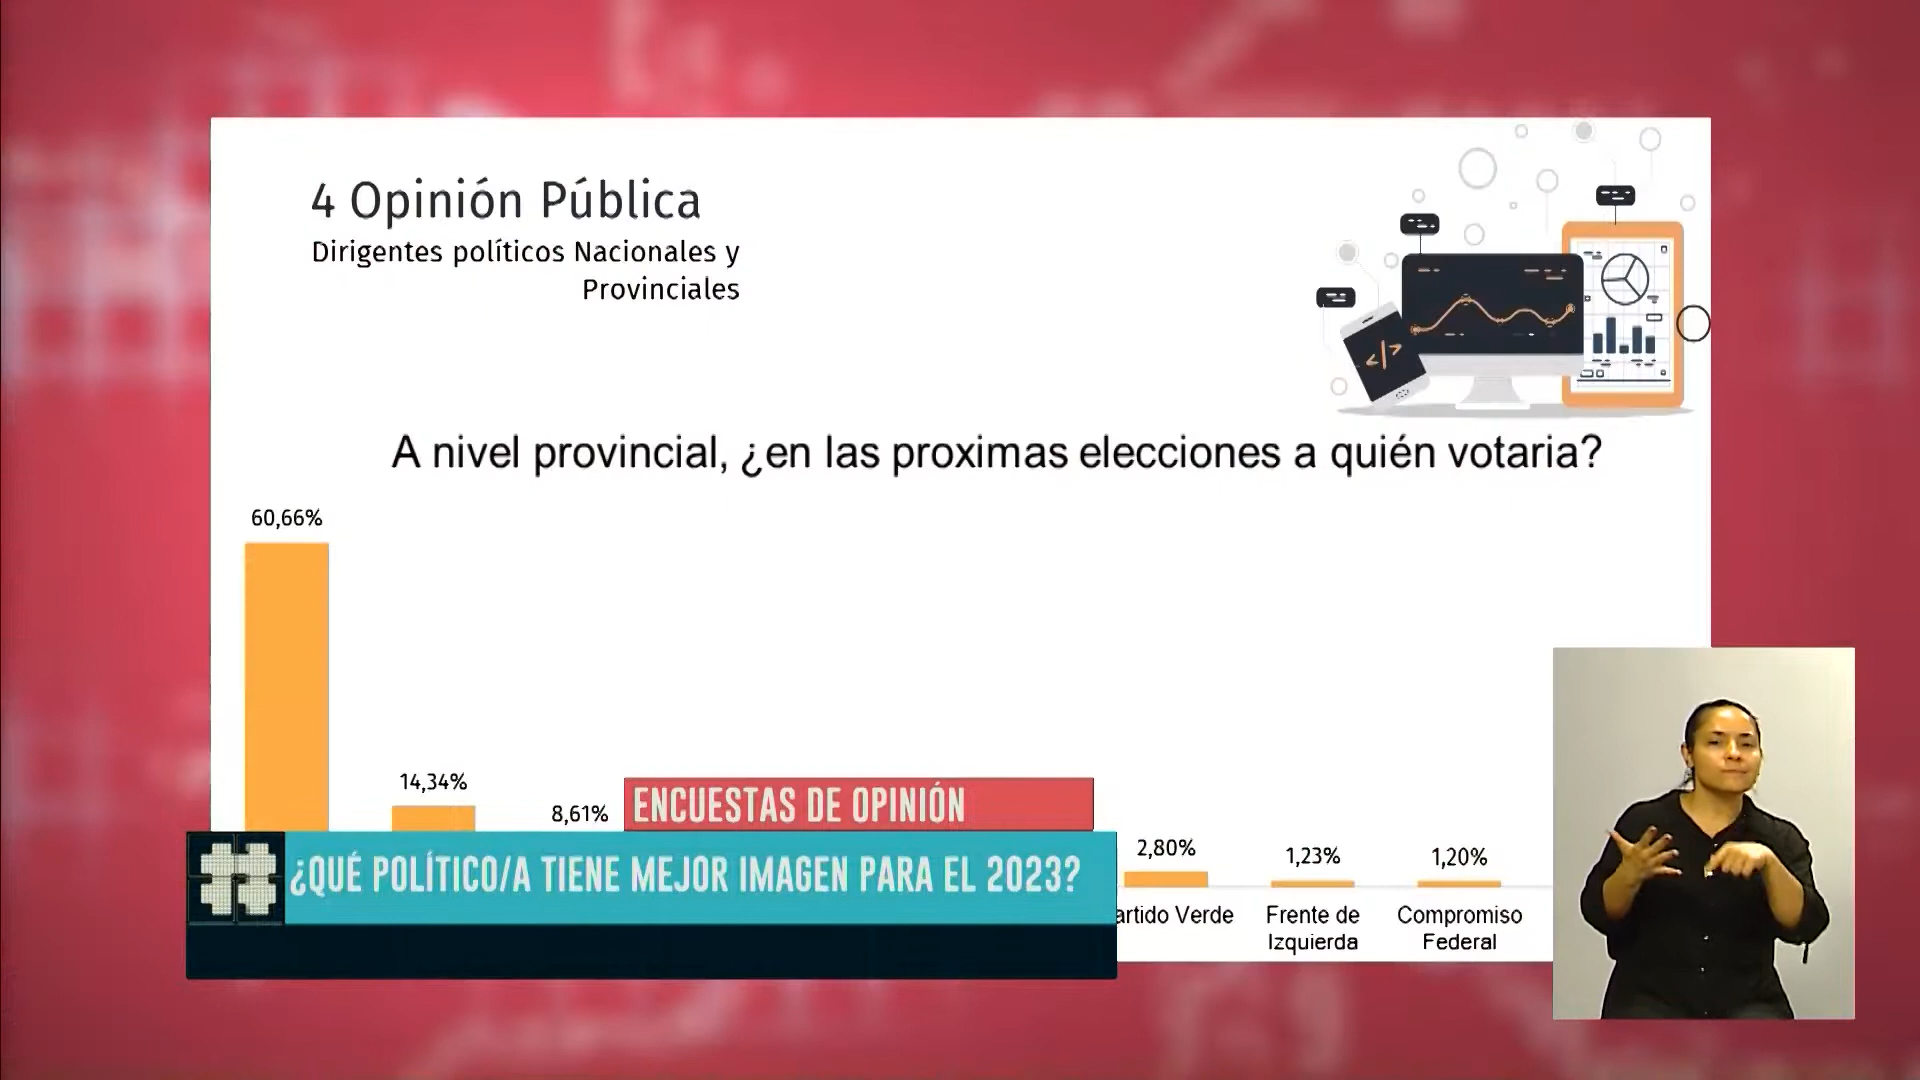 4 Opinión Pública
Dirigentes políticos Nacionales y
Provinciales
</>
A nivel provincial, ¿en las proximas elecciones a quién votaria?
60,66%
14,34%
8,61%
2,80%
1,23%
1,20%
ENCUESTAS DE OPINIÓN
¿QUÉ POLÍTICO/A TIENE MEJOR IMAGEN PARA EL 2023?
artido Verde
Frente de
Izquierda
Compromiso
Federal